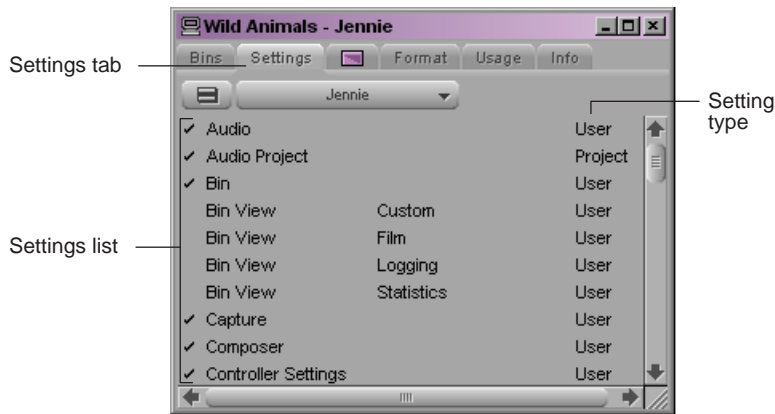 Wild Animals - Jennie
Bins Settings Format Usage Info
Settings tab
Jennie
Setting type
Audio User
Audio Project Project
Bin User
Bin View Custom User
Bin View Film User
Settings list
Bin View Logging User
Bin View Statistics User
Capture User
Composer User
Controller Settings User